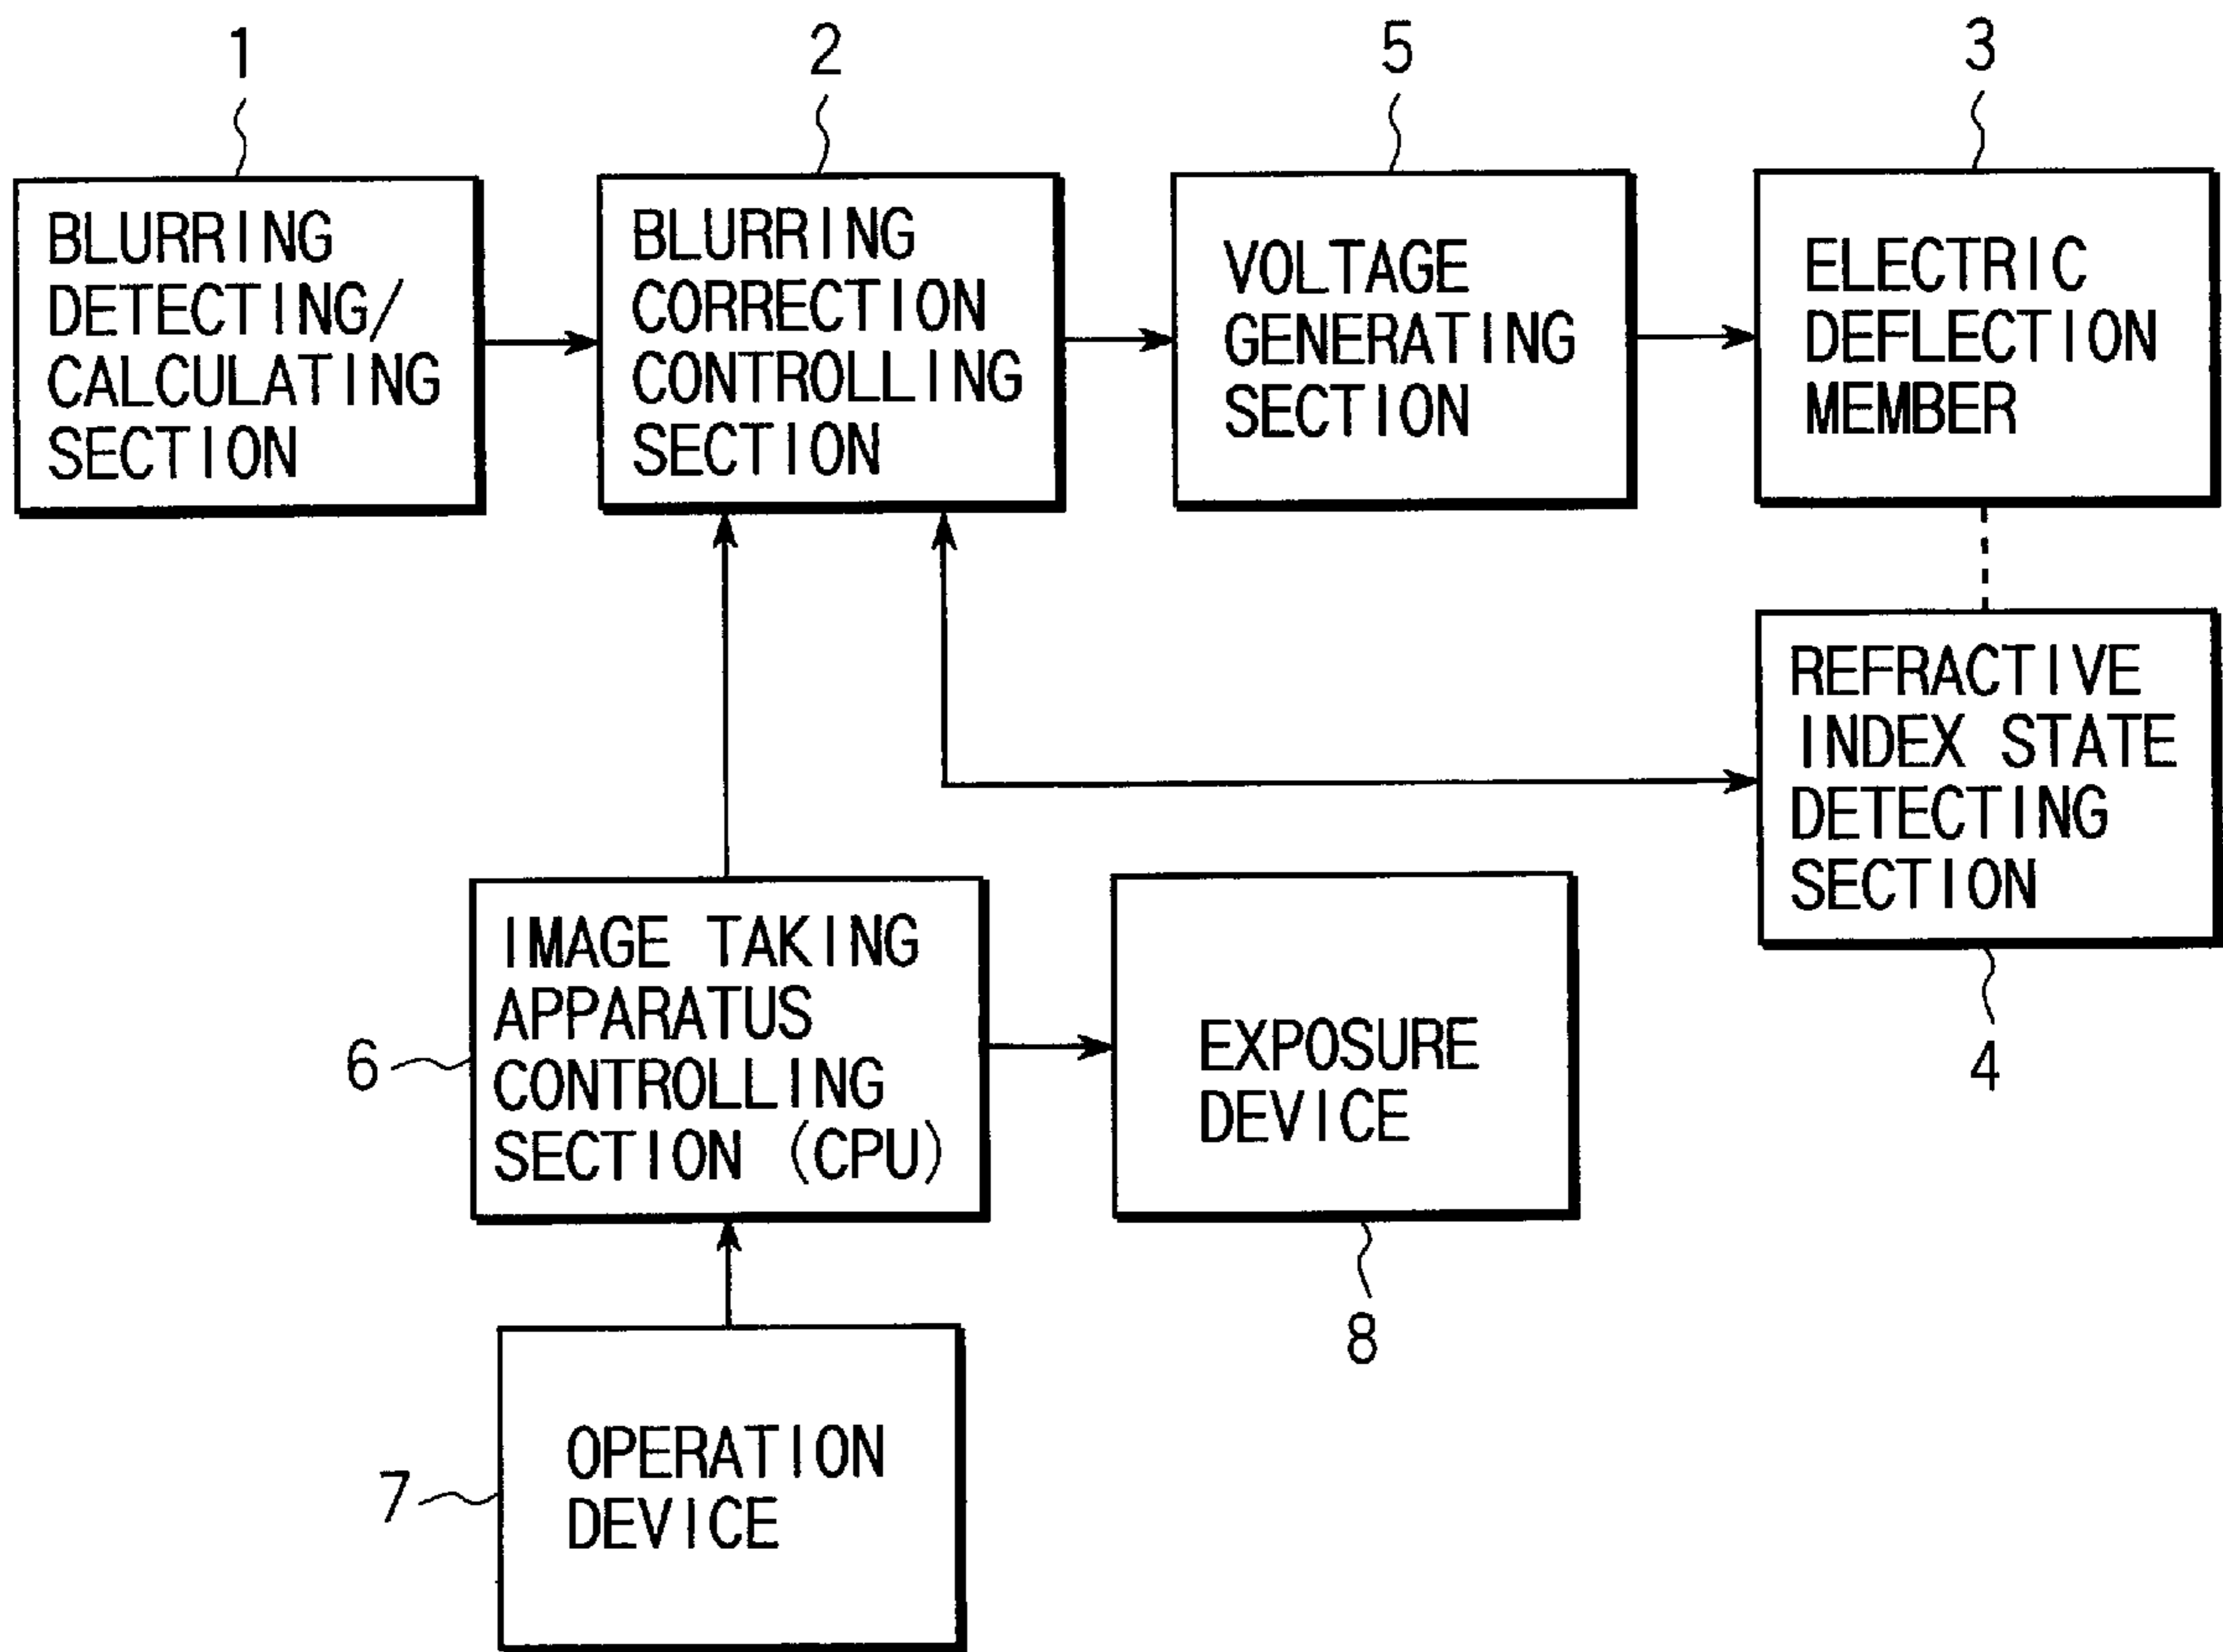 1
2
5
3
BLURRING
DETECTING/
CALCULATING
SECTION
BLURRING
CORRECTION
CONTROLLING
SECTION
VOLTAGE
GENERATING
SECTION
ELECTRIC
DEFLECTION
MEMBER
REFRACTIVE
INDEX STATE
DETECTING
SECTION
4
IMAGE TAKING
APPARATUS
CONTROLLING
SECTION (CPU)
6
EXPOSURE
DEVICE
8
OPERATION
DEVICE
7